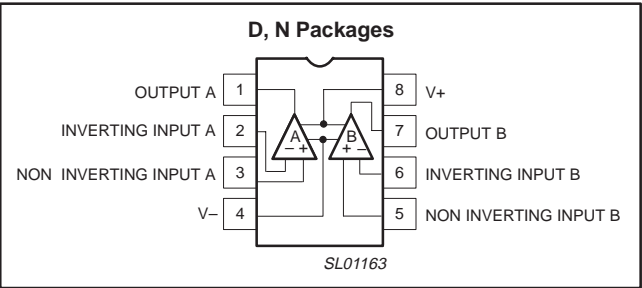 D, N Packages
OUTPUT A 1
8 V+
INVERTING INPUT A 2
7 OUTPUT B
A
B
– +
+ –
NON INVERTING INPUT A 3
6 INVERTING INPUT B
V– 4
5 NON INVERTING INPUT B
SL01163